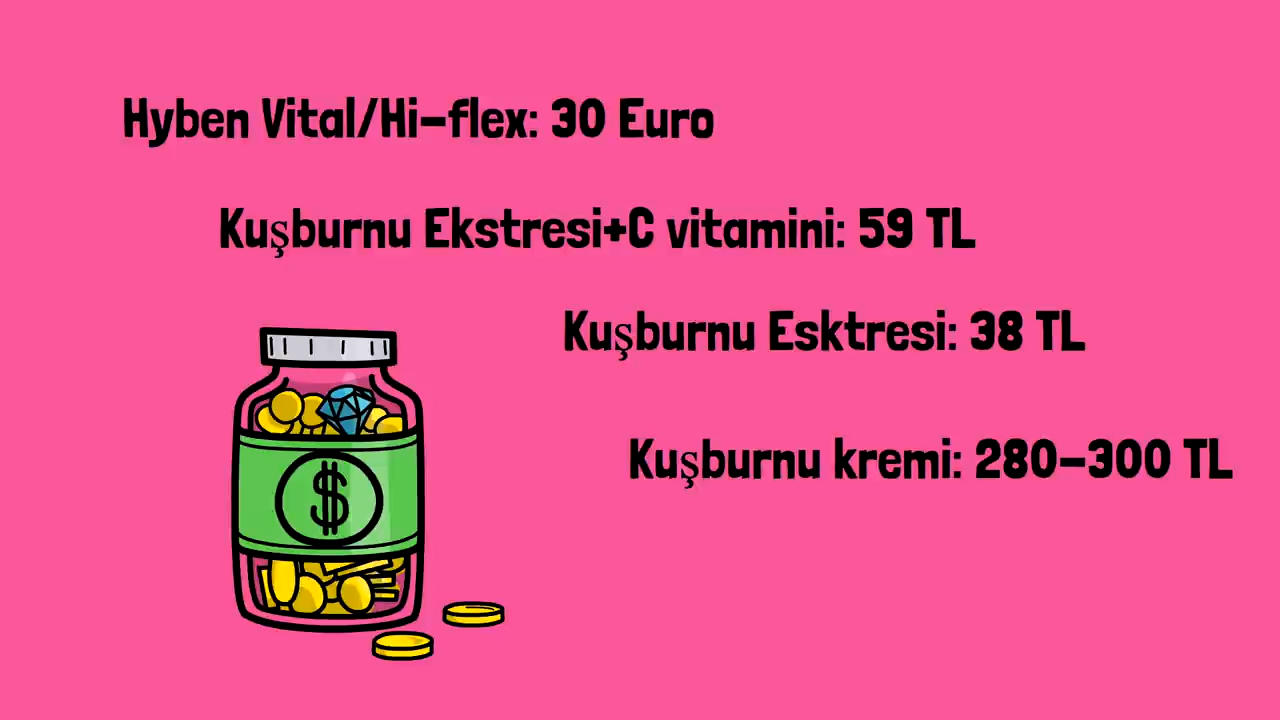 Hyben Vital/Hi-flex: 30 Euro
Kuşburnu Ekstresi+C vitamini: 59 TL
Kuşburnu Esktresi: 38 TL
Kuşburnu kremi: 280-300 TL
$